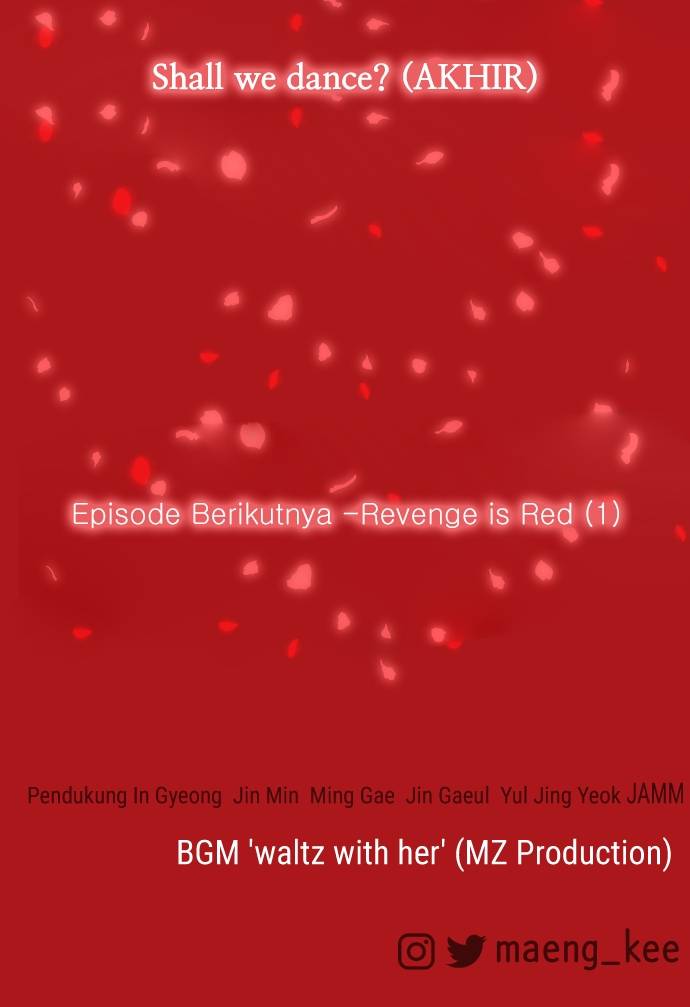 Shall we dance? (AKHIR)
Episode Berikutnya -Revenge is Red (1)
Pendukung In Gyeong Jin Min Ming Gae Jin Gaeul Yul Jing Yeok JAMM
BGM 'waltz with her' (MZ Production)
maeng_kee